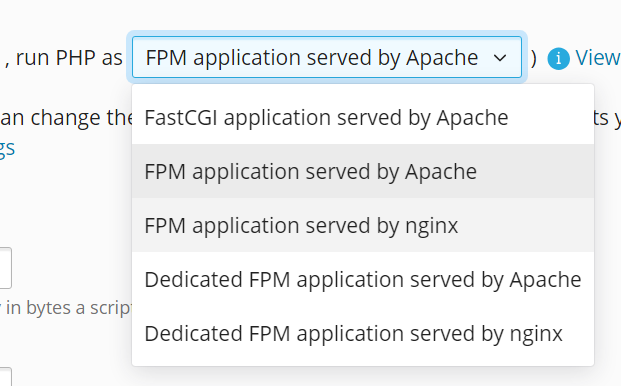 , run PHP as FPM application served by Apache ) i View
an change the
FastCGI application served by Apache
ts y
gs
FPM application served by Apache
FPM application served by nginx
Dedicated FPM application served by Apache
y in bytes a scrip
Dedicated FPM application served by nginx